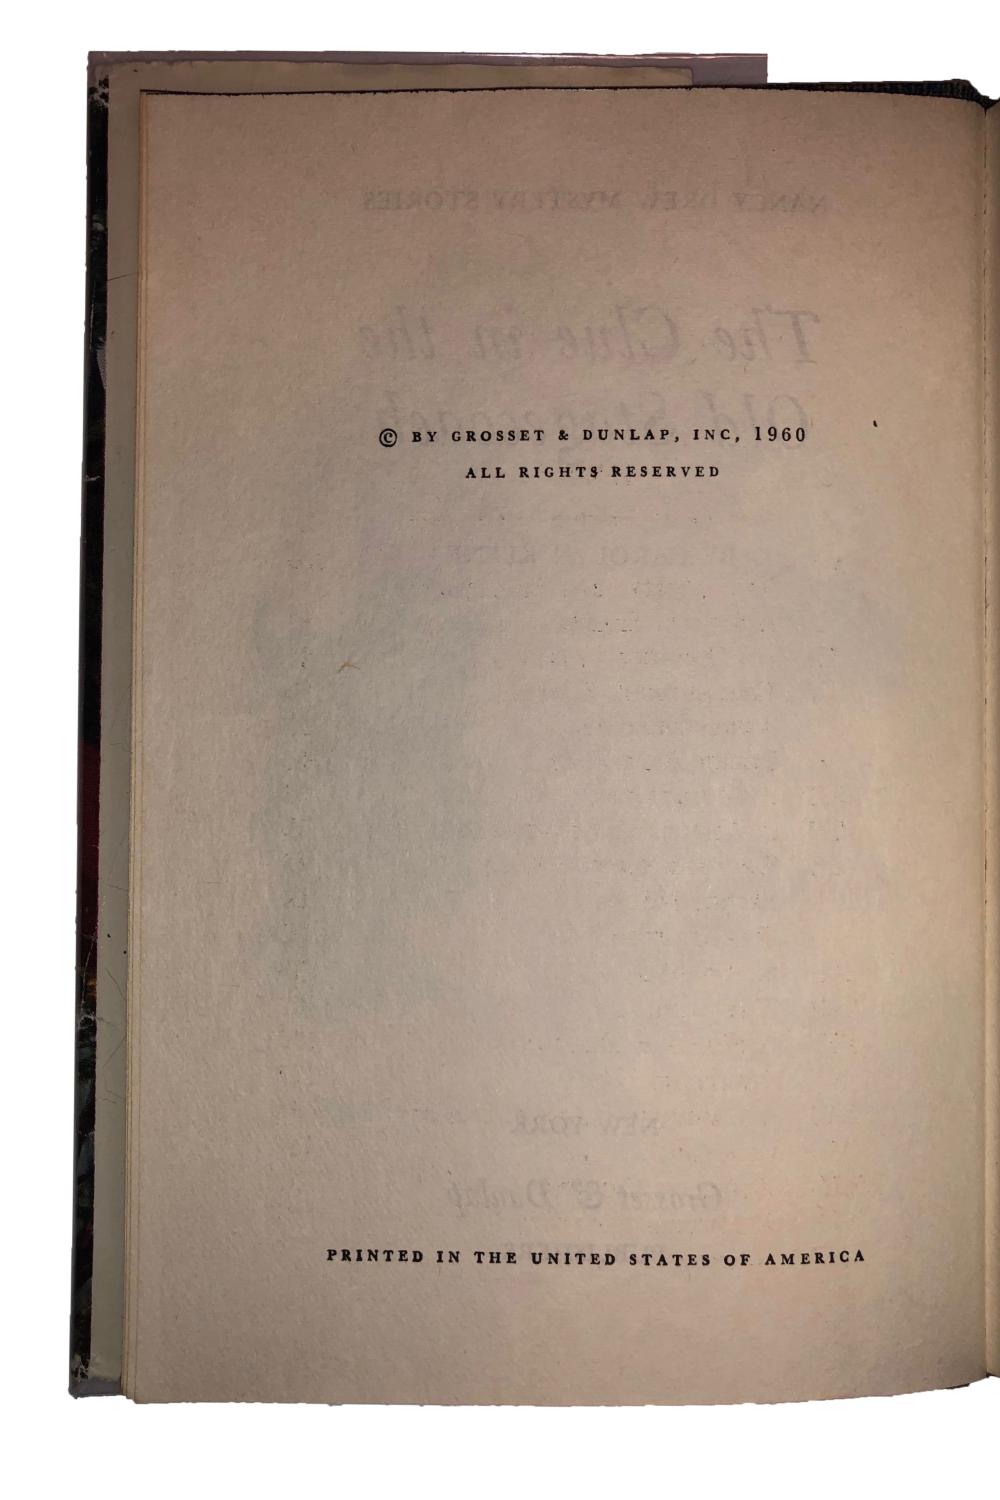 © BY GROSSET & DUNLAP, INC, 1960
ALL RIGHTS RESERVED
PRINTED IN THE UNITED STATES OF AMERICA